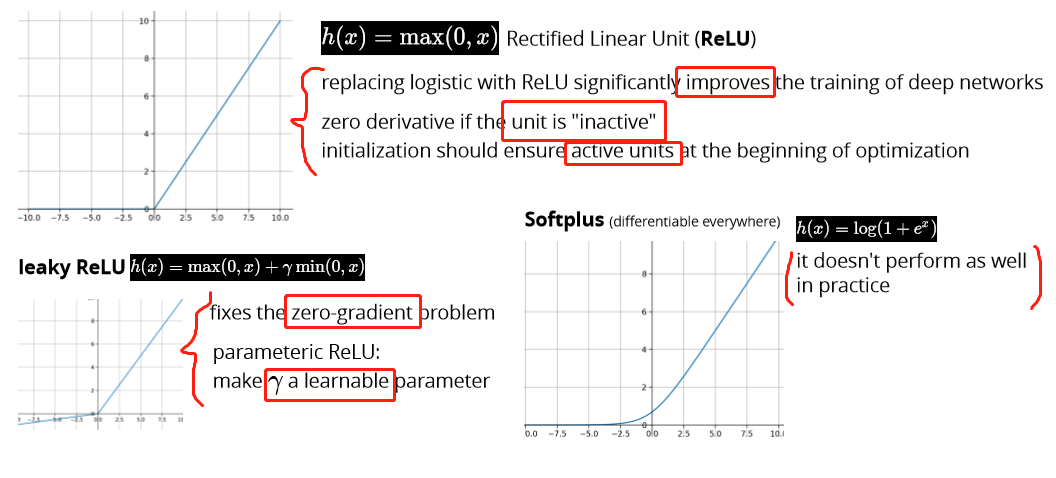 h(x) = max(0, x) Rectified Linear Unit (ReLU)
replacing logistic with ReLU significantly improves the training of deep networks
zero derivative if the unit is "inactive"
initialization should ensure active units at the beginning of optimization
10
8
6
4
2
0
−10.0 −7.5 −5.0 −2.5 0.0 2.5 5.0 7.5 10.0
leaky ReLU h(x) = max(0, x) + γ min(0, x)
fixes the zero-gradient problem
parameteric ReLU:
make γ a learnable parameter
8
6
4
2
0
−7.5 −5.0 −2.5 0.0 2.5 5.0 7.5
Softplus (differentiable everywhere) h(x) = log(1 + eˣ)
it doesn't perform as well
in practice
8
6
4
2
0
0.0 −7.5 −5.0 −2.5 0.0 2.5 5.0 7.5 10.